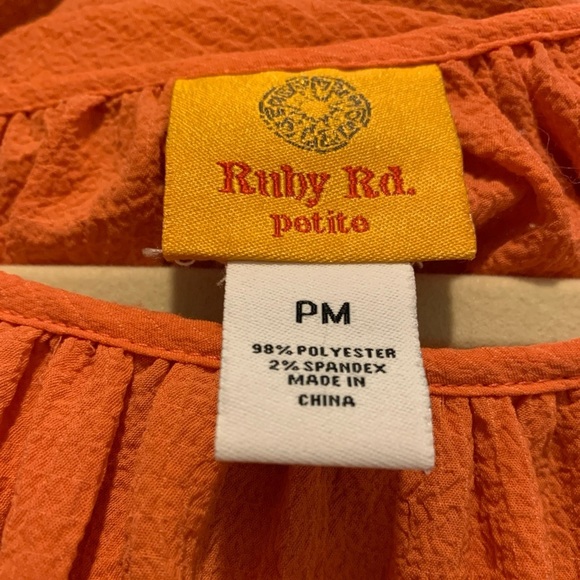 Ruby Rd.
petite
PM
98% POLYESTER
2% SPANDEX
MADE IN
CHINA